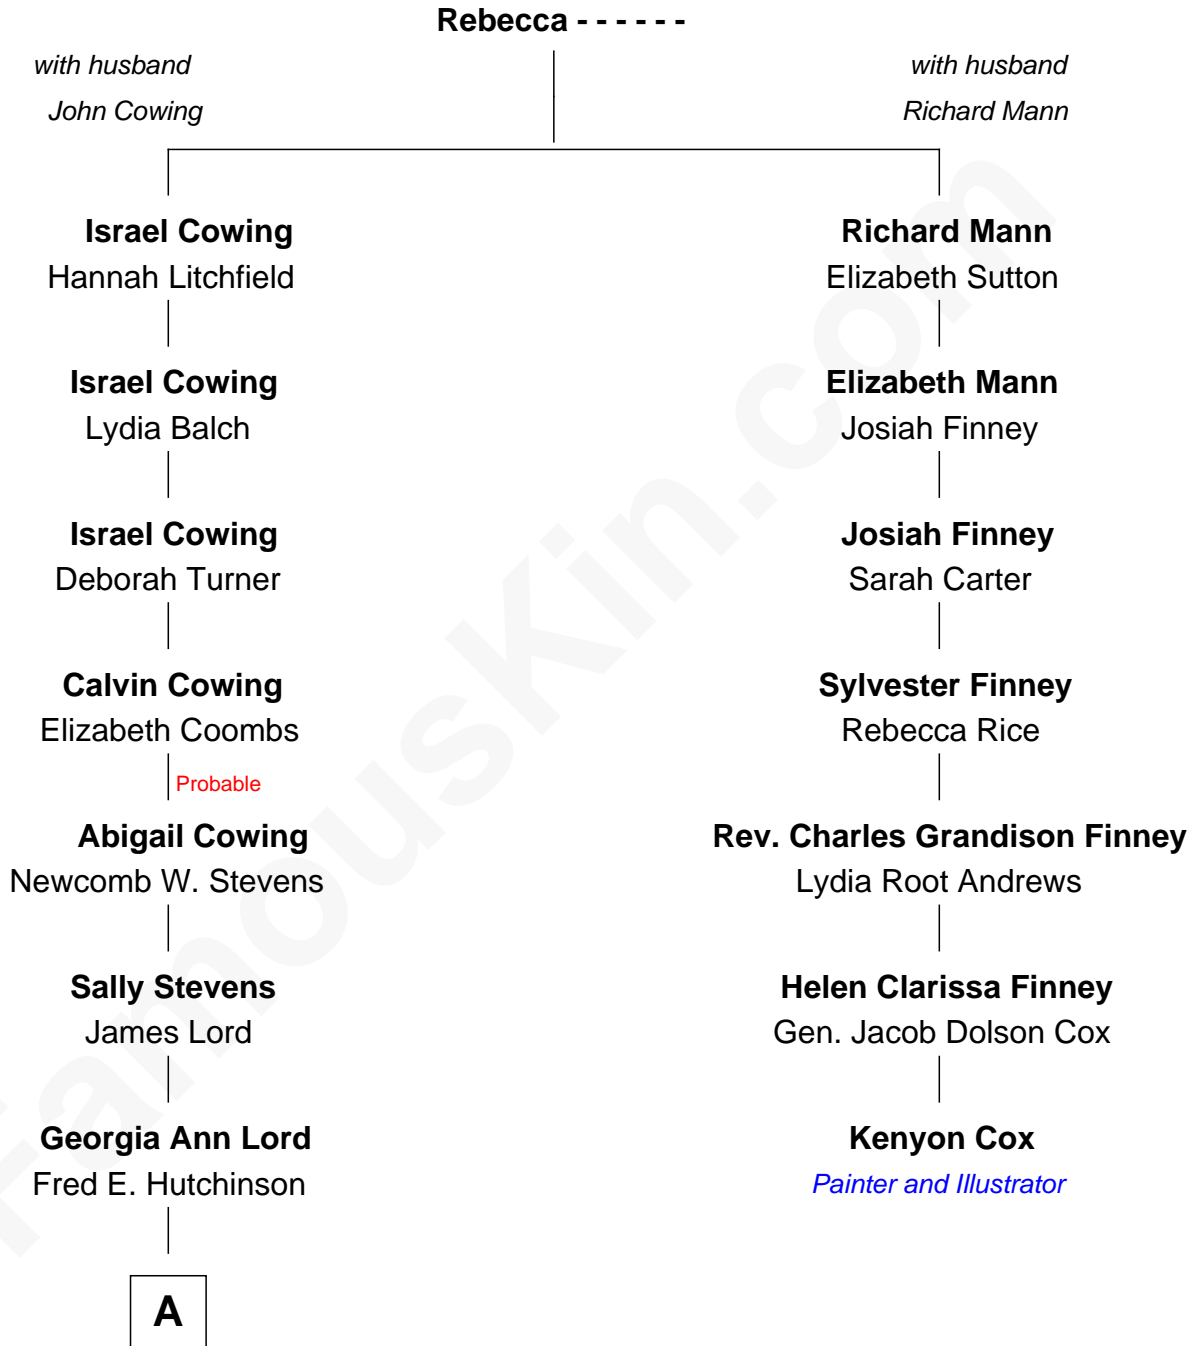 Rebecca - - - - - -
with husband
John Cowing
with husband
Richard Mann
Israel Cowing
Hannah Litchfield
Richard Mann
Elizabeth Sutton
Israel Cowing
Lydia Balch
Elizabeth Mann
Josiah Finney
Israel Cowing
Deborah Turner
Josiah Finney
Sarah Carter
Calvin Cowing
Elizabeth Coombs
Sylvester Finney
Rebecca Rice
Probable
Abigail Cowing
Newcomb W. Stevens
Rev. Charles Grandison Finney
Lydia Root Andrews
Sally Stevens
James Lord
Helen Clarissa Finney
Gen. Jacob Dolson Cox
Georgia Ann Lord
Fred E. Hutchinson
Kenyon Cox
Painter and Illustrator
A
FamousKin.com